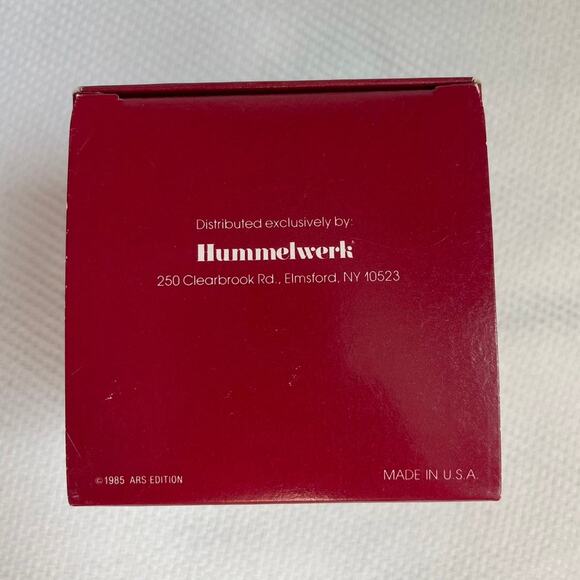 Distributed exclusively by:
Hummelwerk
250 Clearbrook Rd., Elmsford, NY 10523
© 1985 ARS EDITION
MADE IN U.S.A.